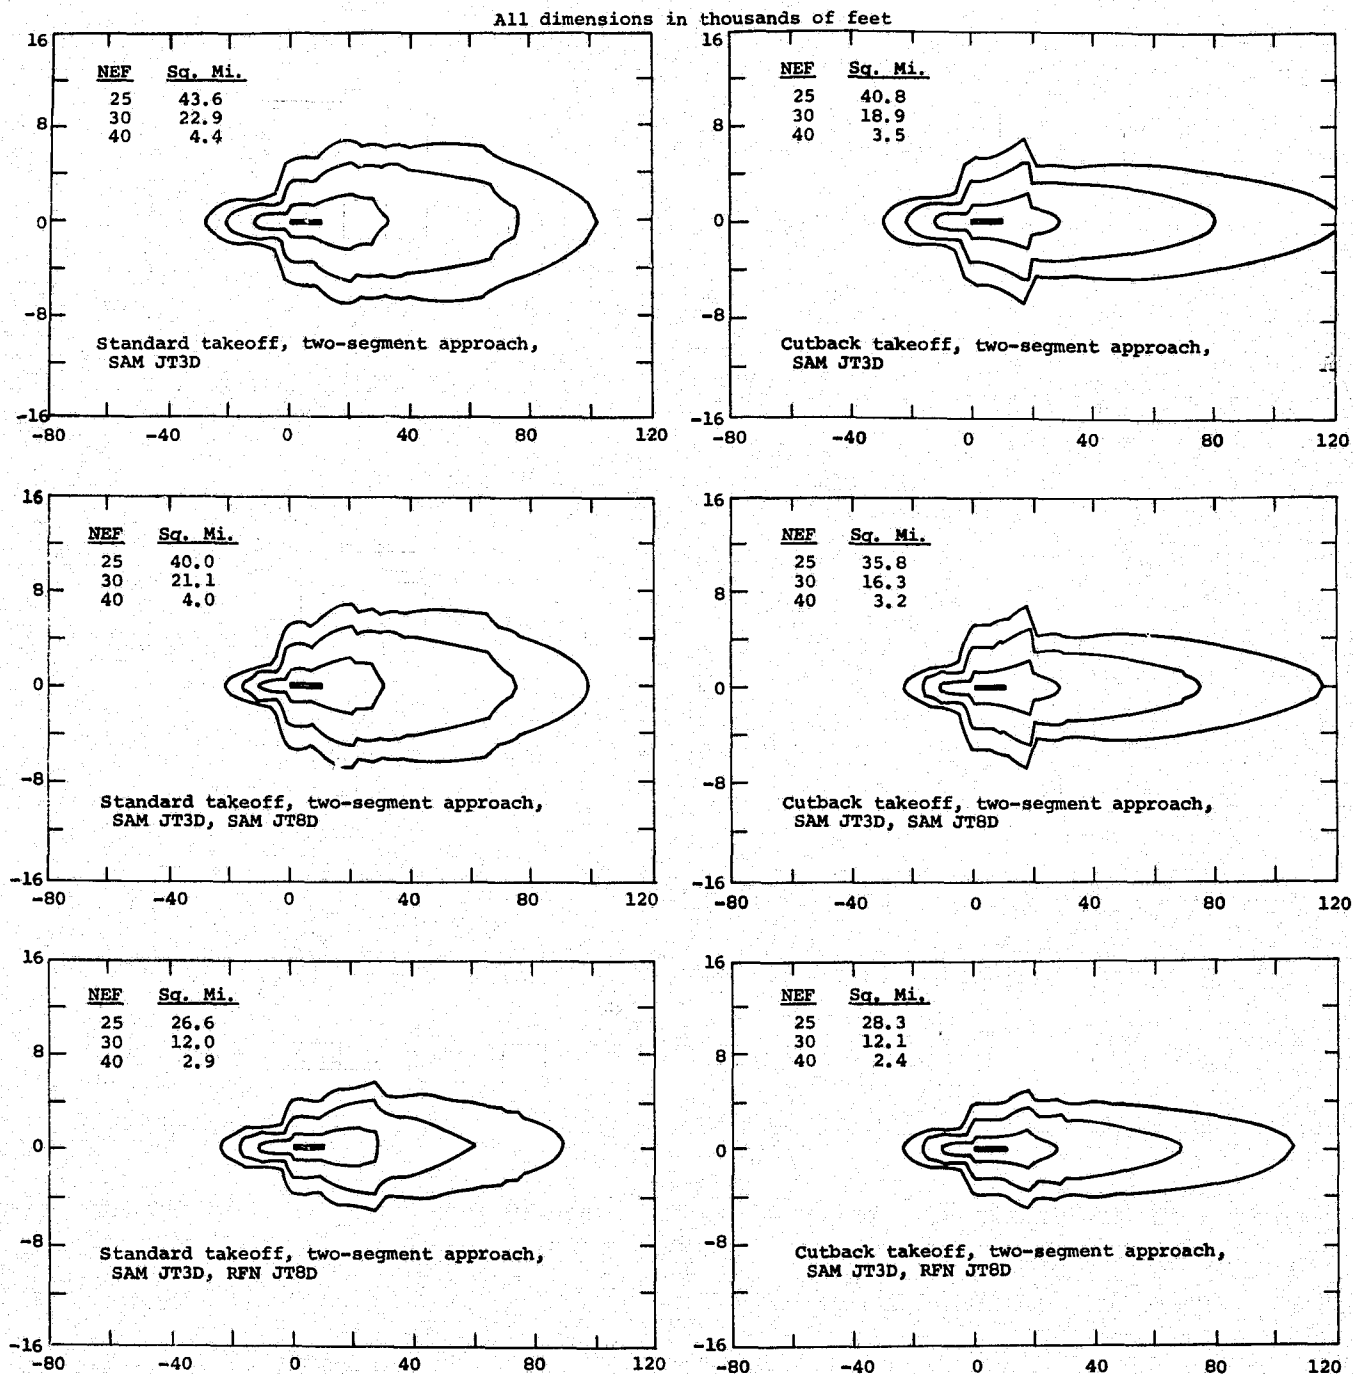 All dimensions in thousands of feet
16
8
0
-8
-16
NEF Sq. Mi.
25 43.6
30 22.9
40 4.4
Standard takeoff, two-segment approach,
SAM JT3D
-80 -40 0 40 80 120
16
8
0
-8
-16
NEF Sq. Mi.
25 40.8
30 18.9
40 3.5
Cutback takeoff, two-segment approach,
SAM JT3D
-80 -40 0 40 80 120
16
8
0
-8
-16
NEF Sq. Mi.
25 40.0
30 21.1
40 4.0
Standard takeoff, two-segment approach,
SAM JT3D, SAM JT8D
-80 -40 0 40 80 120
16
8
0
-8
-16
NEF Sq. Mi.
25 35.8
30 16.3
40 3.2
Cutback takeoff, two-segment approach,
SAM JT3D, SAM JT8D
-80 -40 0 40 80 120
16
8
0
-8
-16
NEF Sq. Mi.
25 26.6
30 12.0
40 2.9
Standard takeoff, two-segment approach,
SAM JT3D, RFN JT8D
-80 -40 0 40 80 120
16
8
0
-8
-16
NEF Sq. Mi.
25 28.3
30 12.1
40 2.4
Cutback takeoff, two-segment approach,
SAM JT3D, RFN JT8D
-80 -40 0 40 80 120